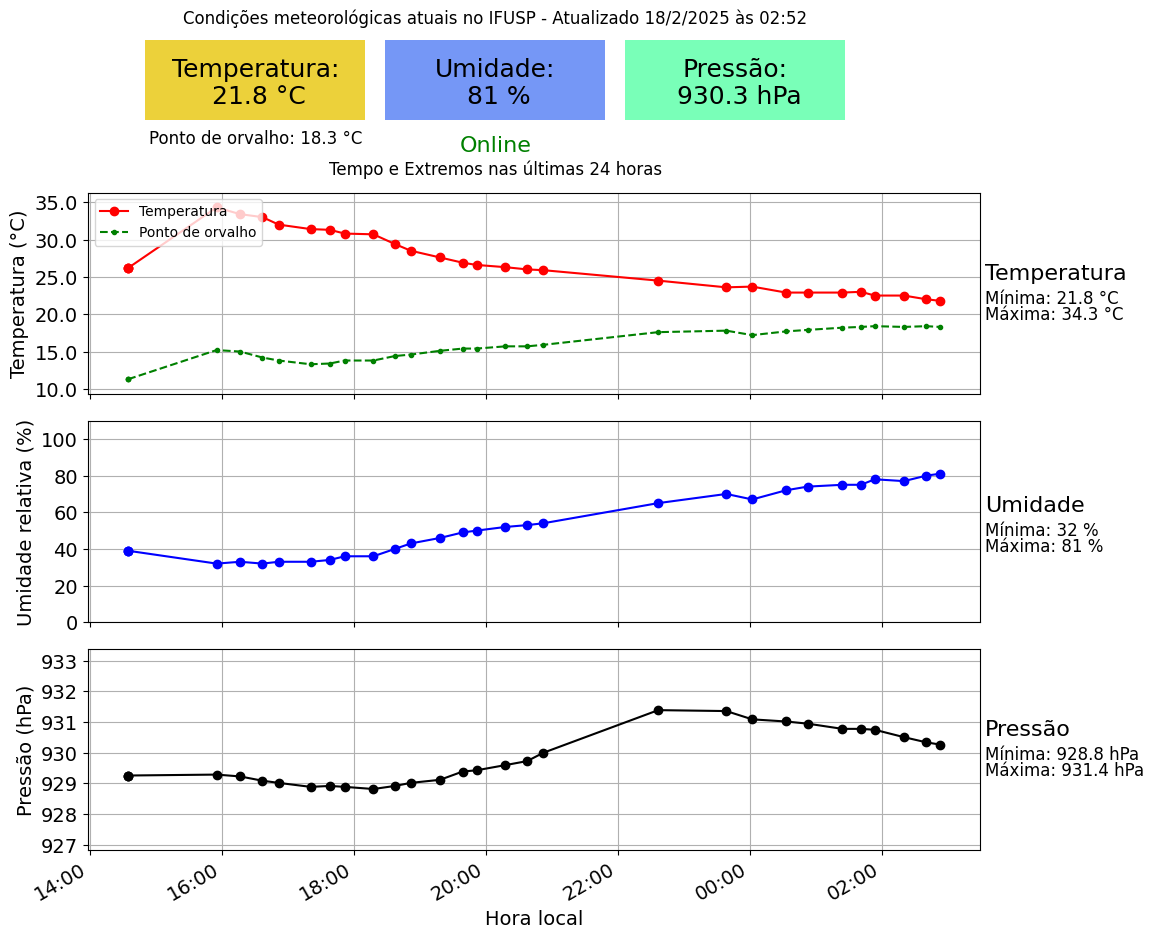 Condições meteorológicas atuais no IFUSP - Atualizado 18/2/2025 às 02:52
Temperatura:
21.8 °C
Umidade:
81 %
Pressão:
930.3 hPa
Ponto de orvalho: 18.3 °C
Online
Tempo e Extremos nas últimas 24 horas
Temperatura (°C)
35.0
30.0
25.0
20.0
15.0
10.0
Temperatura
Ponto de orvalho
Temperatura
Mínima: 21.8 °C
Máxima: 34.3 °C
Umidade relativa (%)
100
80
60
40
20
0
Umidade
Mínima: 32 %
Máxima: 81 %
Pressão (hPa)
933
932
931
930
929
928
927
Pressão
Mínima: 928.8 hPa
Máxima: 931.4 hPa
14:00 16:00 18:00 20:00 22:00 00:00 02:00
Hora local